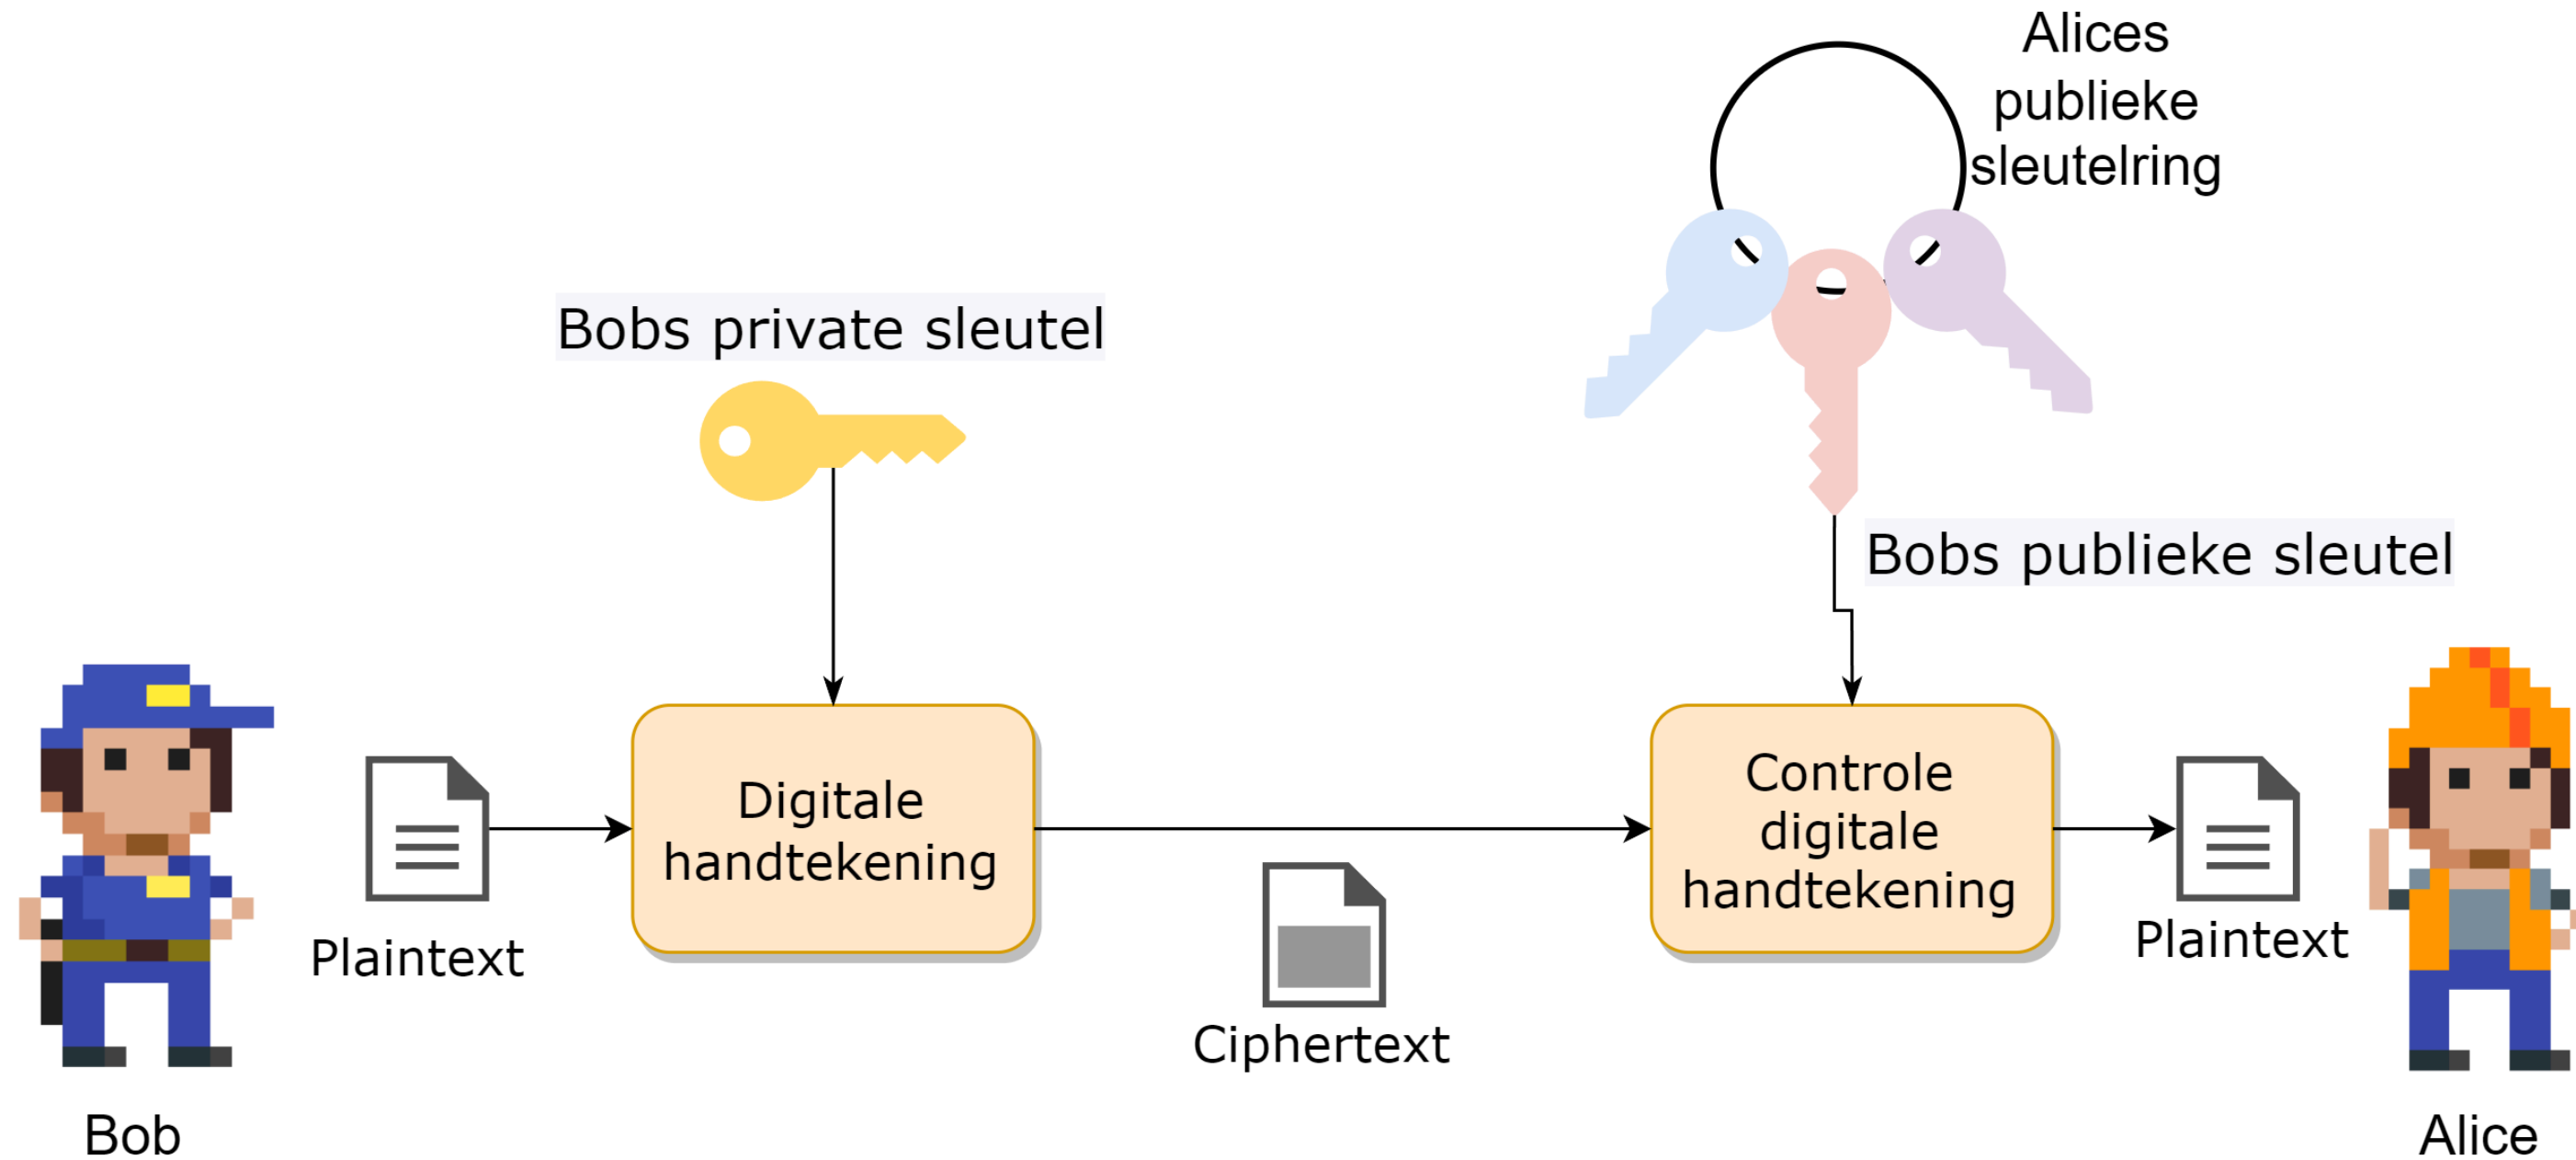 Alices
publieke
sleutelring
Bobs private sleutel
Bobs publieke sleutel
Digitale
handtekening
Controle
digitale
handtekening
Plaintext
Plaintext
Ciphertext
Bob
Alice